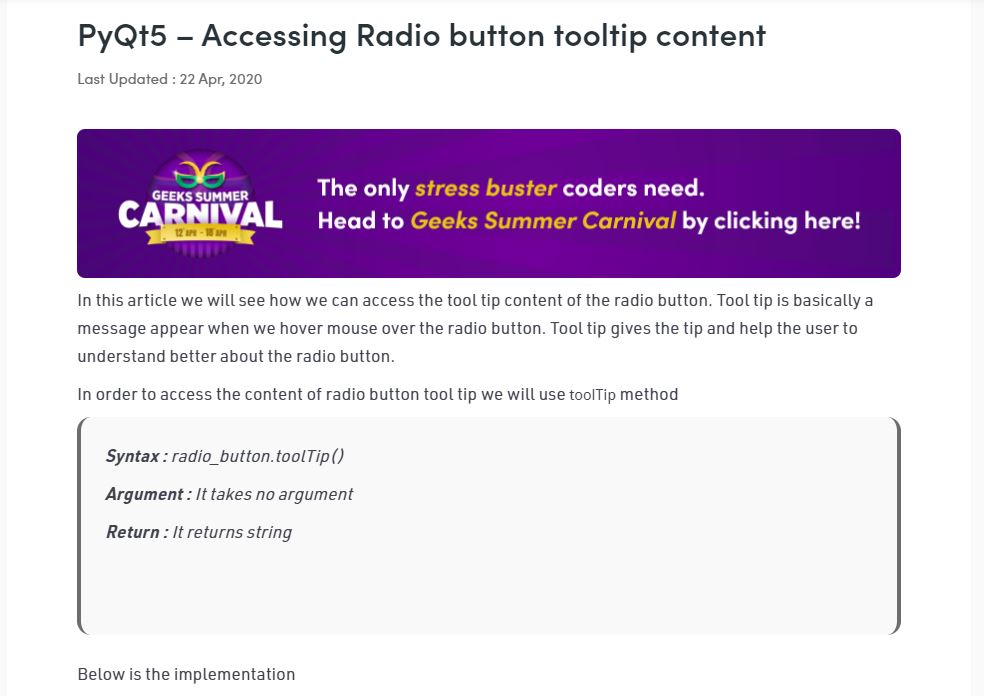 PyQt5 – Accessing Radio button tooltip content
Last Updated : 22 Apr, 2020
GEEKS SUMMER
CARNIVAL
12 APR - 18 APR
The only stress buster coders need.
Head to Geeks Summer Carnival by clicking here!
In this article we will see how we can access the tool tip content of the radio button. Tool tip is basically a
message appear when we hover mouse over the radio button. Tool tip gives the tip and help the user to
understand better about the radio button.
In order to access the content of radio button tool tip we will use toolTip method
Syntax : radio_button.toolTip()
Argument : It takes no argument
Return : It returns string
Below is the implementation